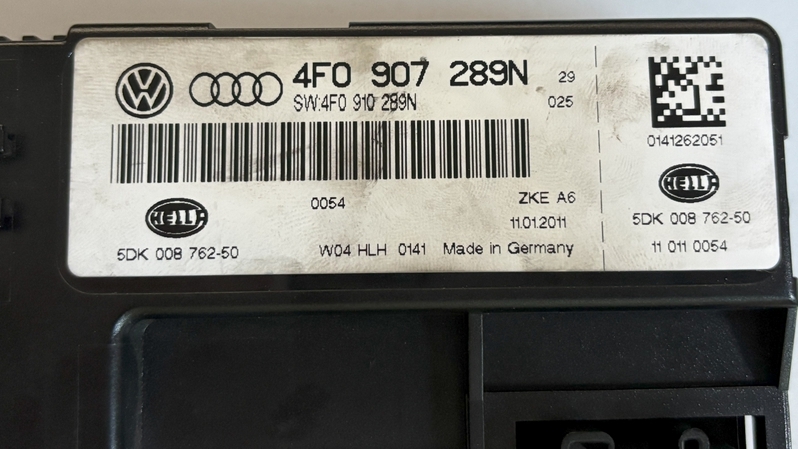 4F0 907 289N 29
SW:4F0 910 289N 025
0141262051
0054
ZKE A6
11.01.2011
HELLA
5DK 008 762-50
W04 HLH 0141 Made in Germany
HELLA
5DK 008 762-50
11 011 0054